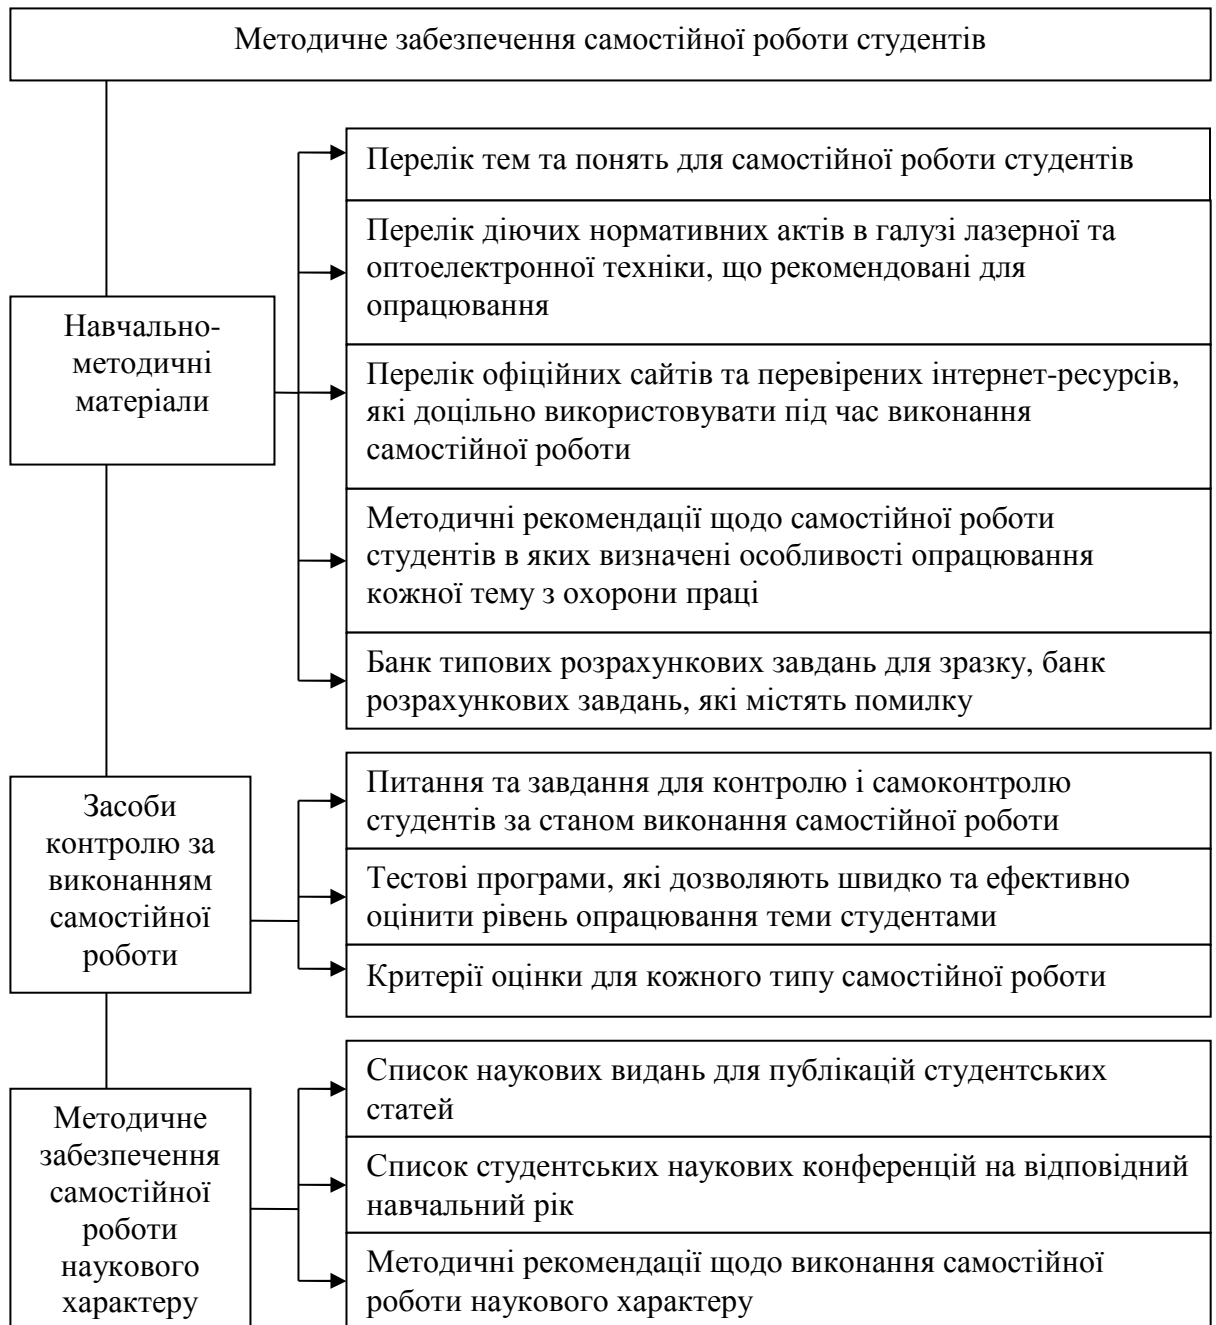 Методичне забезпечення самостійної роботи студентів
Навчально-
методичні
матеріали
Перелік тем та понять для самостійної роботи студентів
Перелік діючих нормативних актів в галузі лазерної та
оптоелектронної техніки, що рекомендовані для
опрацювання
Перелік офіційних сайтів та перевірених інтернет-ресурсів,
які доцільно використовувати під час виконання
самостійної роботи
Методичні рекомендації щодо самостійної роботи
студентів в яких визначені особливості опрацювання
кожної тему з охорони праці
Банк типових розрахункових завдань для зразку, банк
розрахункових завдань, які містять помилку
Засоби
контролю за
виконанням
самостійної
роботи
Питання та завдання для контролю і самоконтролю
студентів за станом виконання самостійної роботи
Тестові програми, які дозволяють швидко та ефективно
оцінити рівень опрацювання теми студентами
Критерії оцінки для кожного типу самостійної роботи
Методичне
забезпечення
самостійної
роботи
наукового
характеру
Список наукових видань для публікацій студентських
статей
Список студентських наукових конференцій на відповідний
навчальний рік
Методичні рекомендації щодо виконання самостійної
роботи наукового характеру